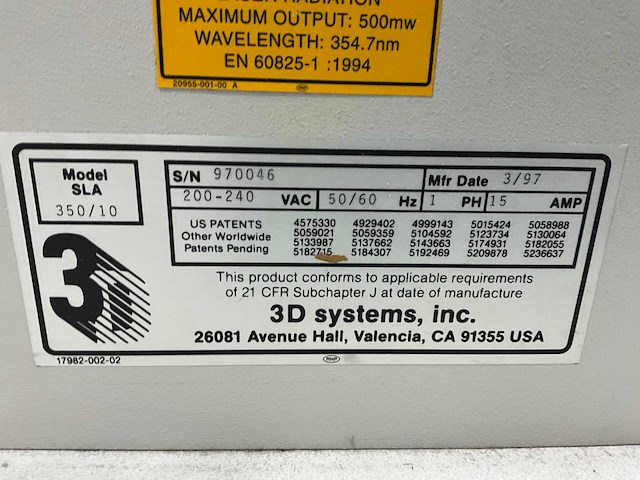 LASER RADIATION
MAXIMUM OUTPUT: 500mw
WAVELENGTH: 354.7nm
EN 60825-1 :1994
20955-001-00 A
Model
SLA
350/10
S/N 970046
Mfr Date 3/97
200-240 VAC 50/60 Hz 1 PH 15 AMP
US PATENTS 4575330 4929402 4999143 5015424 5058988
Other Worldwide 5059021 5059359 5104592 5123734 5130064
Patents Pending 5133987 5137662 5143663 5174931 5182055
5182715 5184307 5192469 5209878 5236637
3D
This product conforms to applicable requirements
of 21 CFR Subchapter J at date of manufacture
3D systems, inc.
26081 Avenue Hall, Valencia, CA 91355 USA
17982-002-02